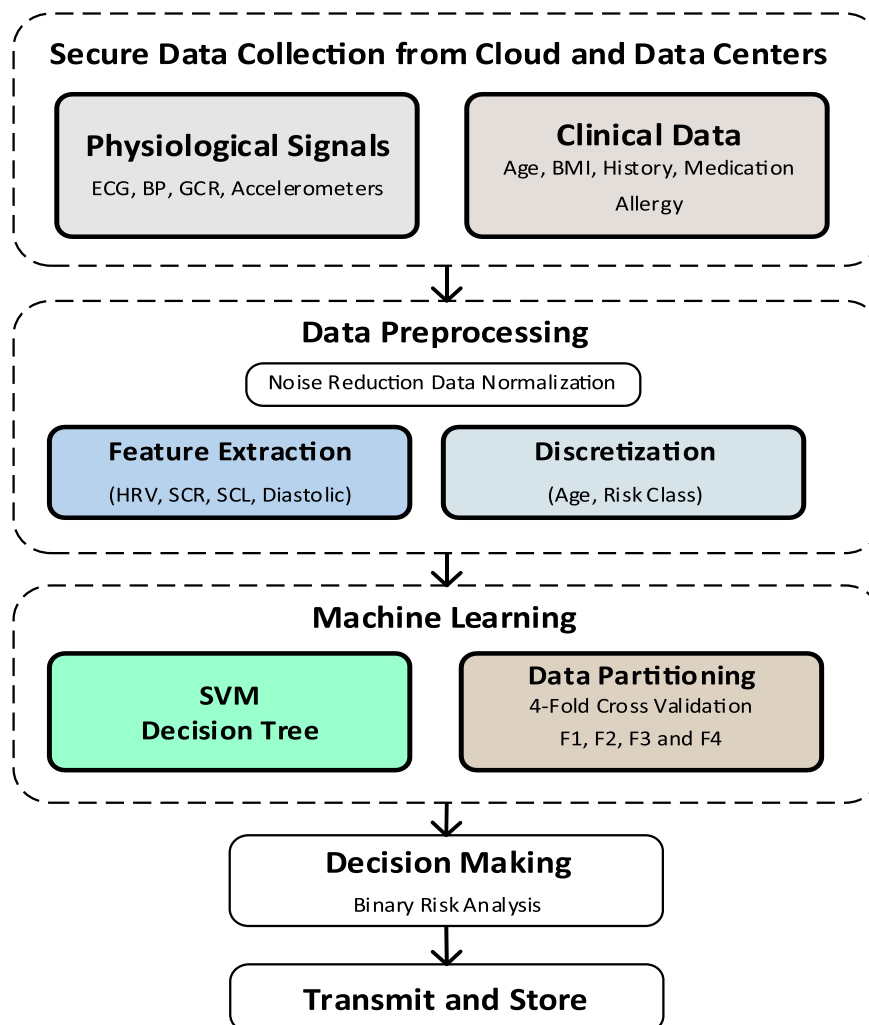 Secure Data Collection from Cloud and Data Centers
Physiological Signals
ECG, BP, GCR, Accelerometers
Clinical Data
Age, BMI, History, Medication
Allergy
Data Preprocessing
Noise Reduction Data Normalization
Feature Extraction
(HRV, SCR, SCL, Diastolic)
Discretization
(Age, Risk Class)
Machine Learning
SVM
Decision Tree
Data Partitioning
4-Fold Cross Validation
F1, F2, F3 and F4
Decision Making
Binary Risk Analysis
Transmit and Store